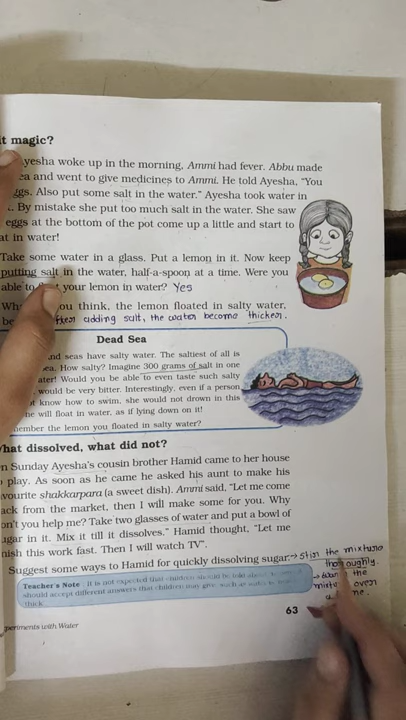 t magic?
yesha woke up in the morning, Ammi had fever. Abbu made
ea and went to give medicines to Ammi. He told Ayesha, "You
ggs. Also put some salt in the water." Ayesha took water in
. By mistake she put too much salt in the water. She saw
eggs at the bottom of the pot come up a little and start to
at in water!
Take some water in a glass. Put a lemon in it. Now keep
putting salt in the water, half-a-spoon at a time. Were you
able to your lemon in water? Yes
you think, the lemon floated in salty water,
be after adding salt, the water become thicker.
Dead Sea
nd seas have salty water. The saltiest of all is
ea. How salty? Imagine 300 grams of salt in one
ater! Would you be able to even taste such salty
would be very bitter. Interestingly, even if a person
t know how to swim, she would not drown in this
he will float in water, as if lying down on it!
ember the lemon you floated in salty water?
hat dissolved, what did not?
n Sunday Ayesha's cousin brother Hamid came to her house
play. As soon as he came he asked his aunt to make his
vourite shakkarpara (a sweet dish). Ammi said, "Let me come
ack from the market, then I will make some for you. Why
on't you help me? Take two glasses of water and put a bowl of
ugar in it. Mix it till it dissolves." Hamid thought, "Let me
nish this work fast. Then I will watch TV".
Suggest some ways to Hamid for quickly dissolving sugar. → stir the mixture
thoroughly.
Teacher's Note : It is not expected that children should be told about
should accept different answers that children may give, such as water
thick.
→ the
over
63
periments with Water